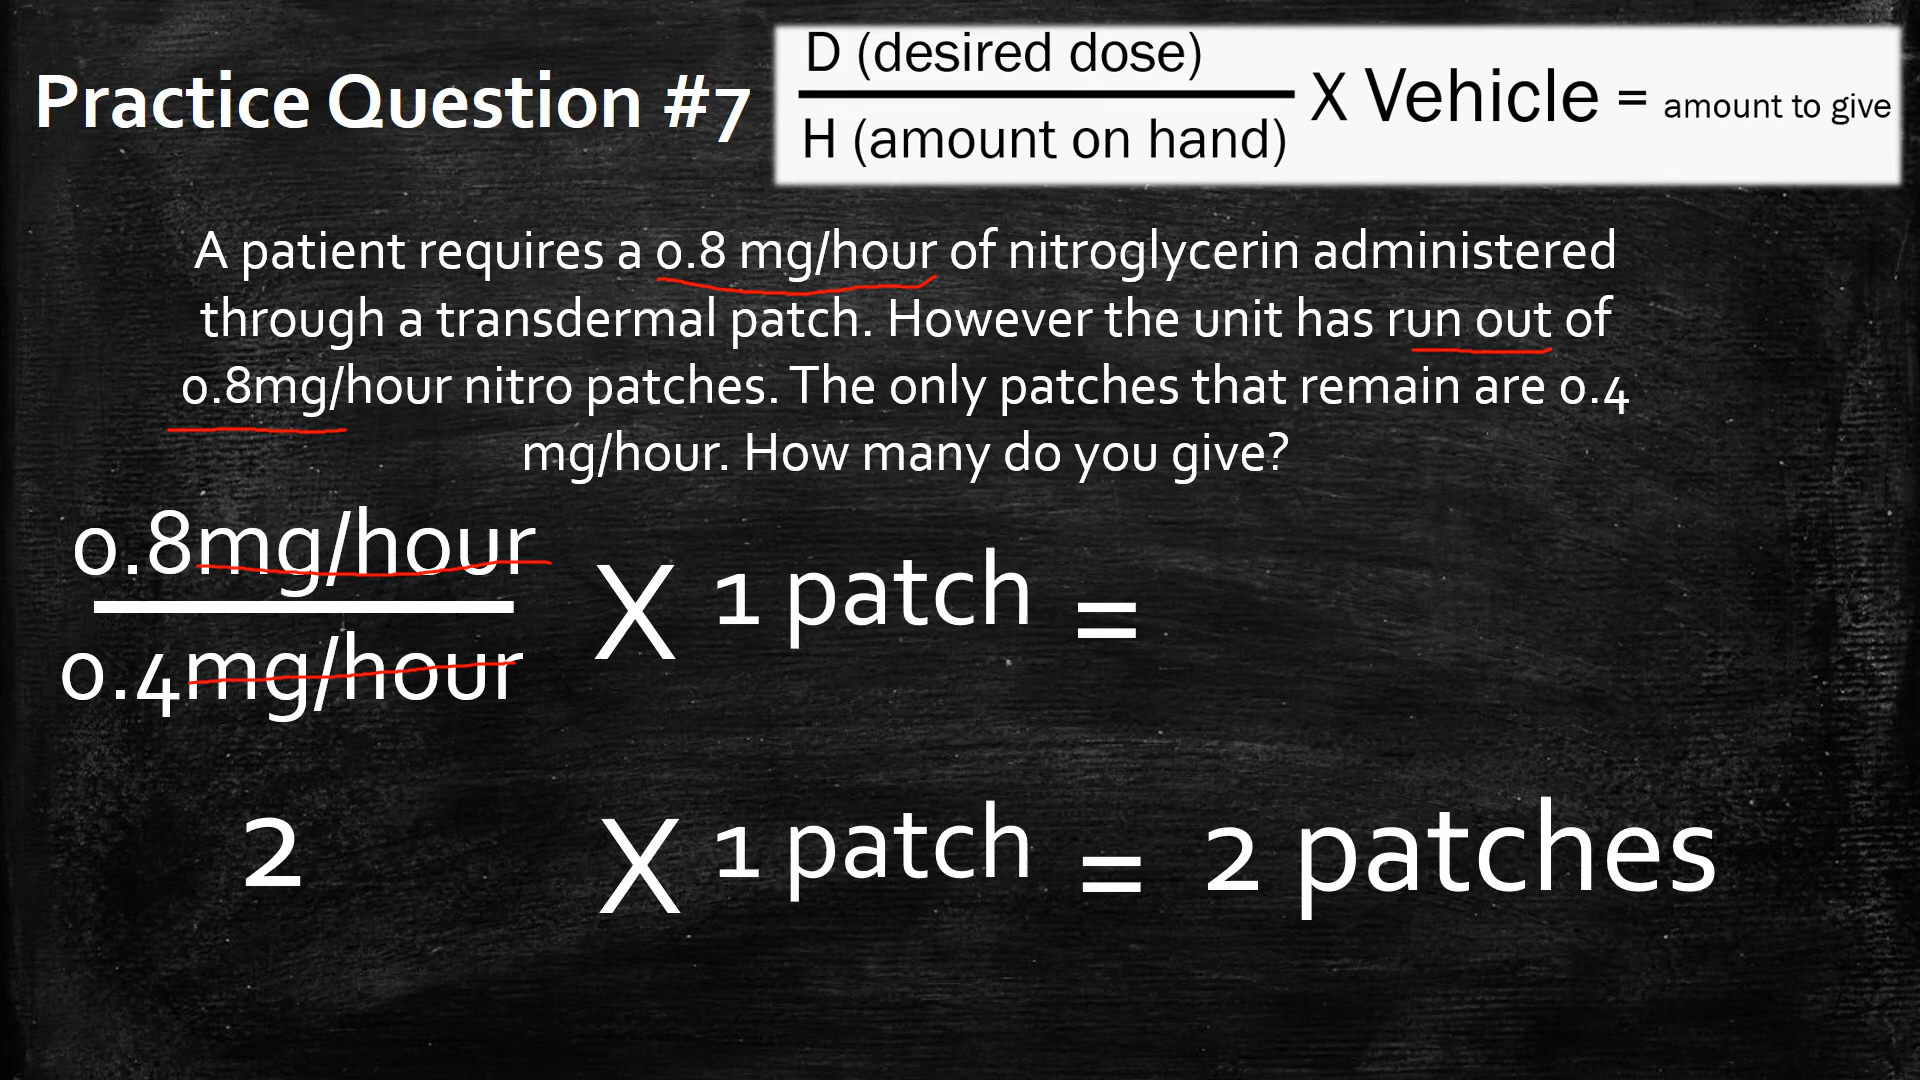 Practice Question #7
D (desired dose)
H (amount on hand)
X Vehicle = amount to give
A patient requires a 0.8 mg/hour of nitroglycerin administered
through a transdermal patch. However the unit has run out of
0.8mg/hour nitro patches. The only patches that remain are 0.4
mg/hour. How many do you give?
0.8mg/hour
0.4mg/hour
X 1 patch =
2 X 1 patch = 2 patches